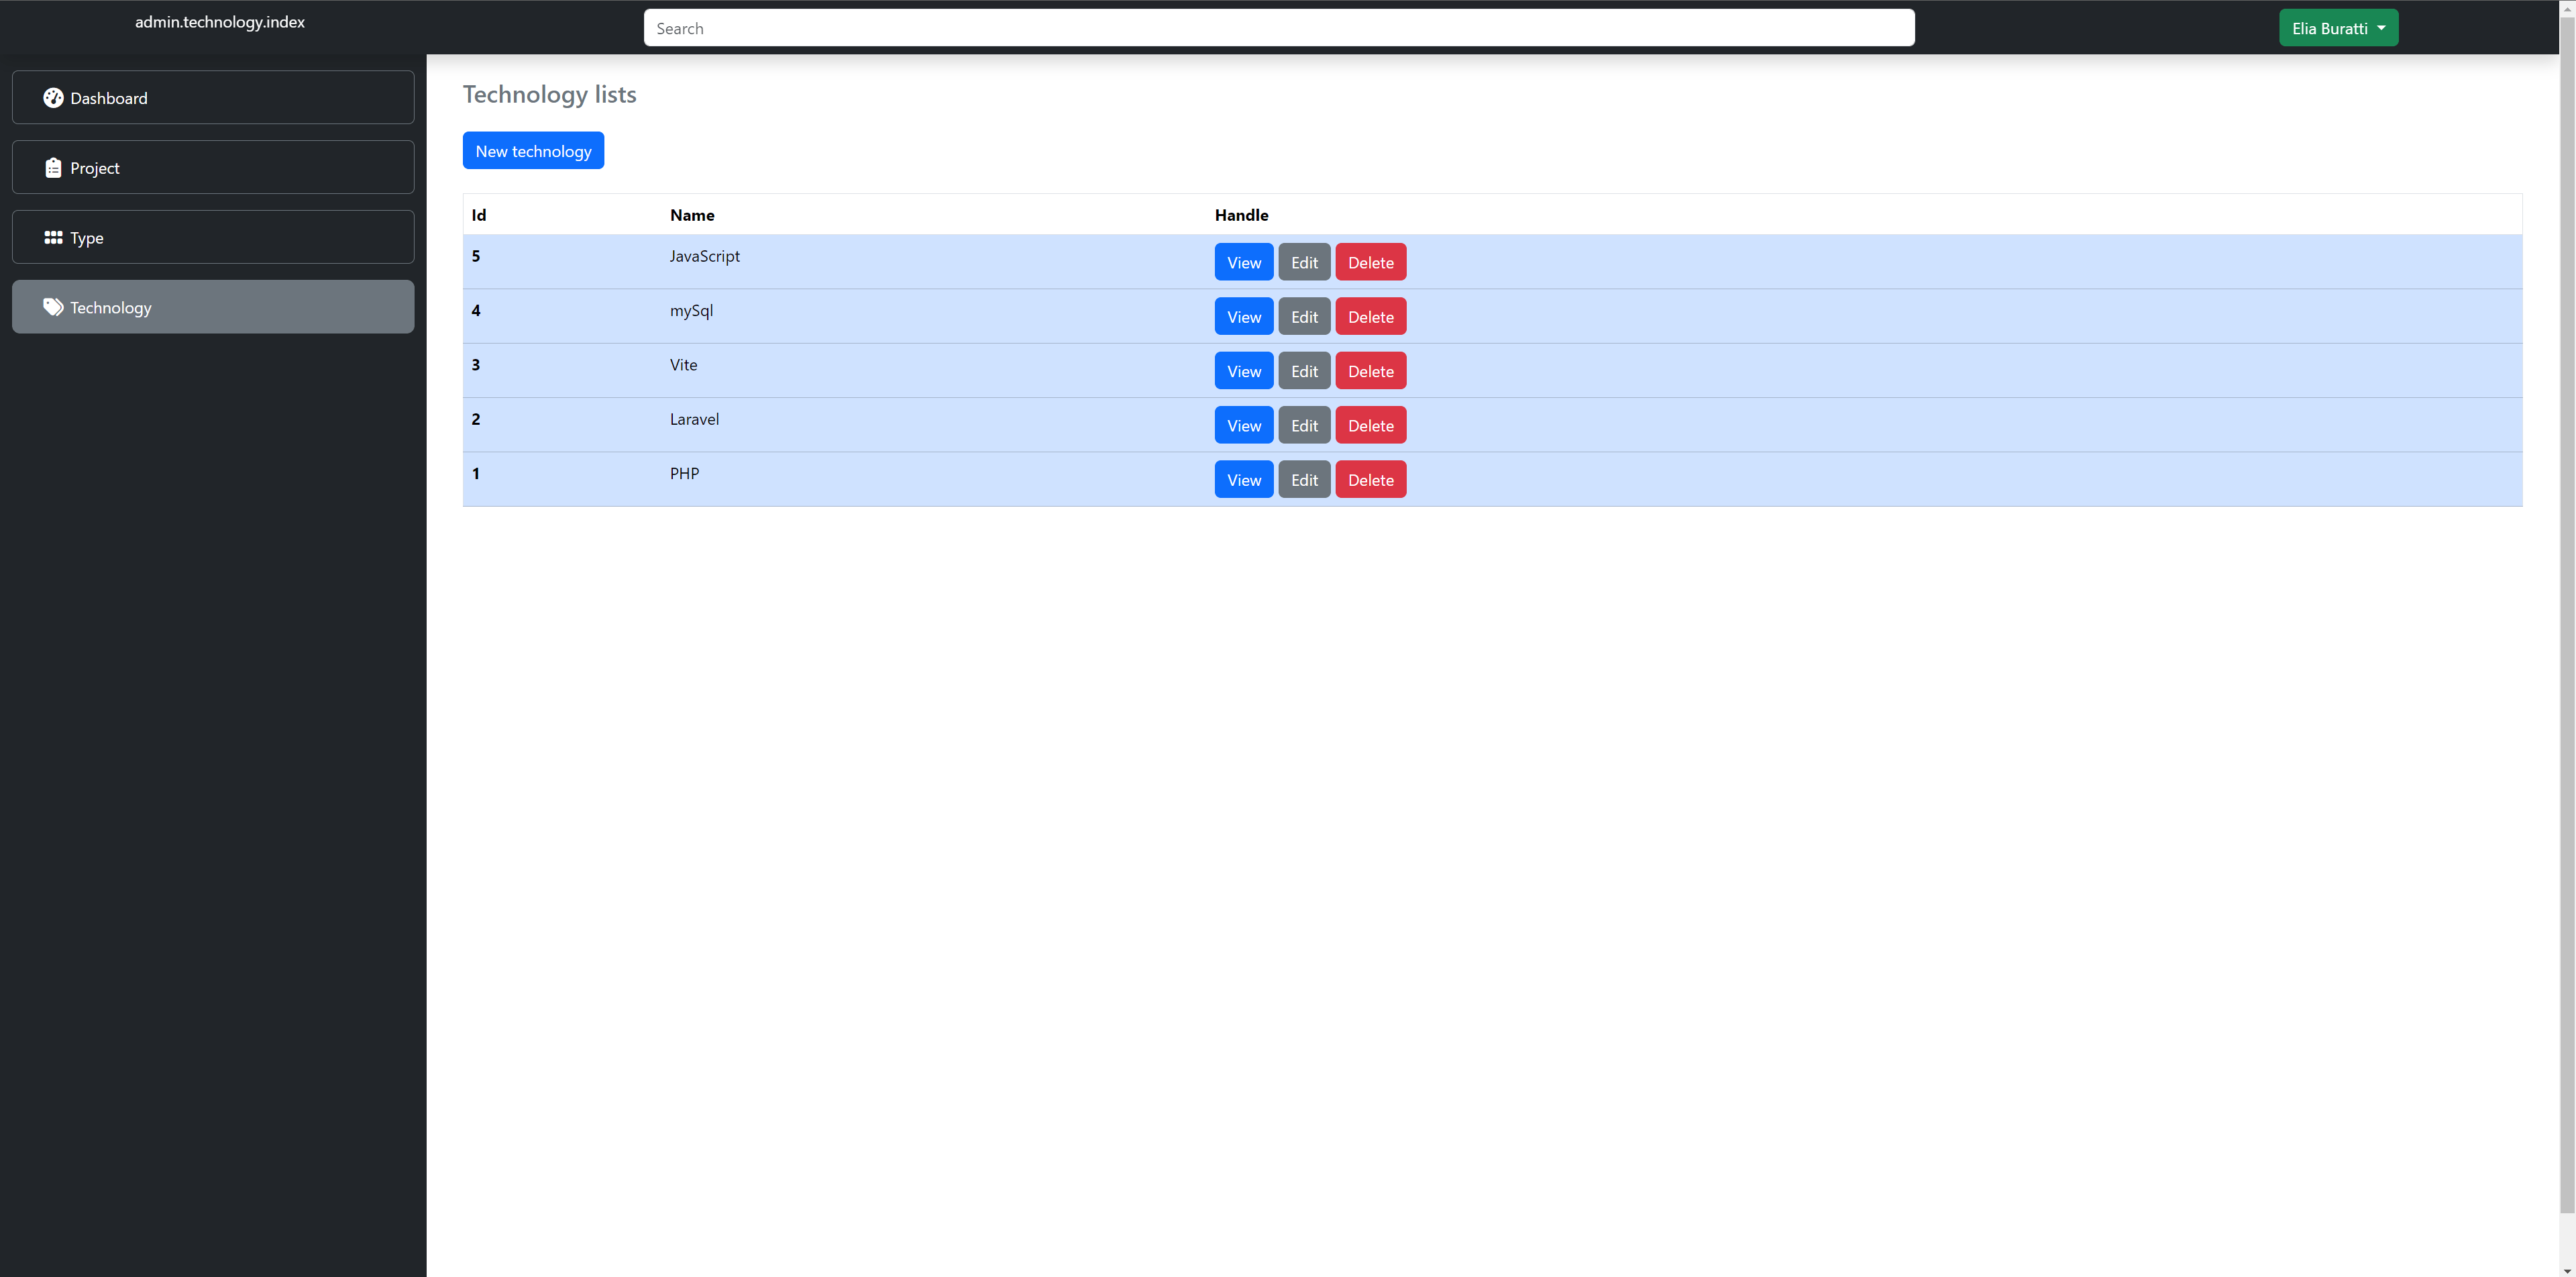 admin.technology.index
Search
Elia Buratti
Dashboard
Project
Type
Technology
Technology lists
New technology
Id Name Handle
5 JavaScript View Edit Delete
4 mySql View Edit Delete
3 Vite View Edit Delete
2 Laravel View Edit Delete
1 PHP View Edit Delete